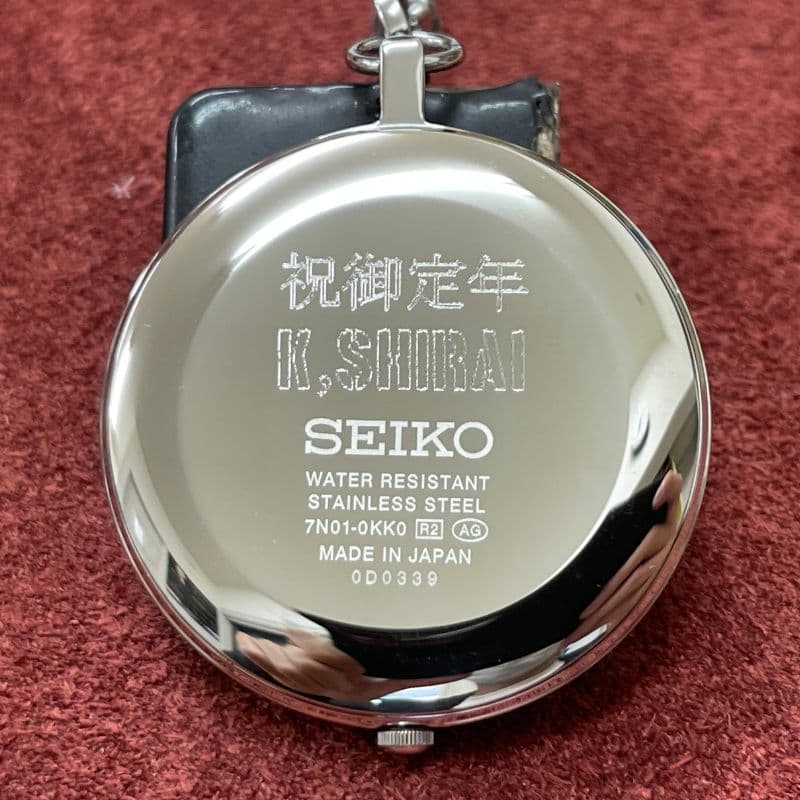 祝御定年
K,SHIRAI
SEIKO
WATER RESISTANT
STAINLESS STEEL
7N01-0KK0 R2 AG
MADE IN JAPAN
0D0339